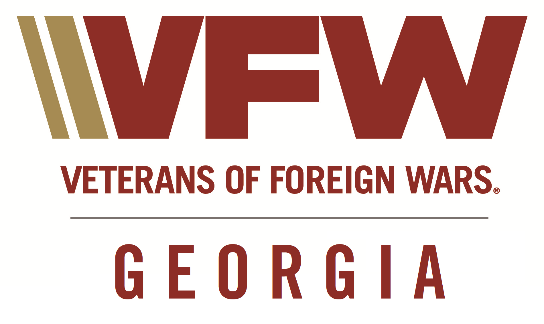 VFW
VETERANS OF FOREIGN WARS®
GEORGIA